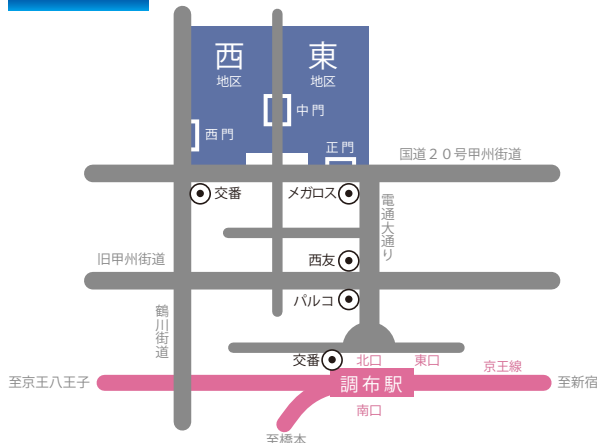 西
地区
東
地区
中門
西門
正門
国道２０号甲州街道
交番
メガロス
電通大通り
旧甲州街道
西友
パルコ
鶴川街道
交番
北口
東口
京王線
至京王八王子
調布駅
至新宿
南口
至橋本